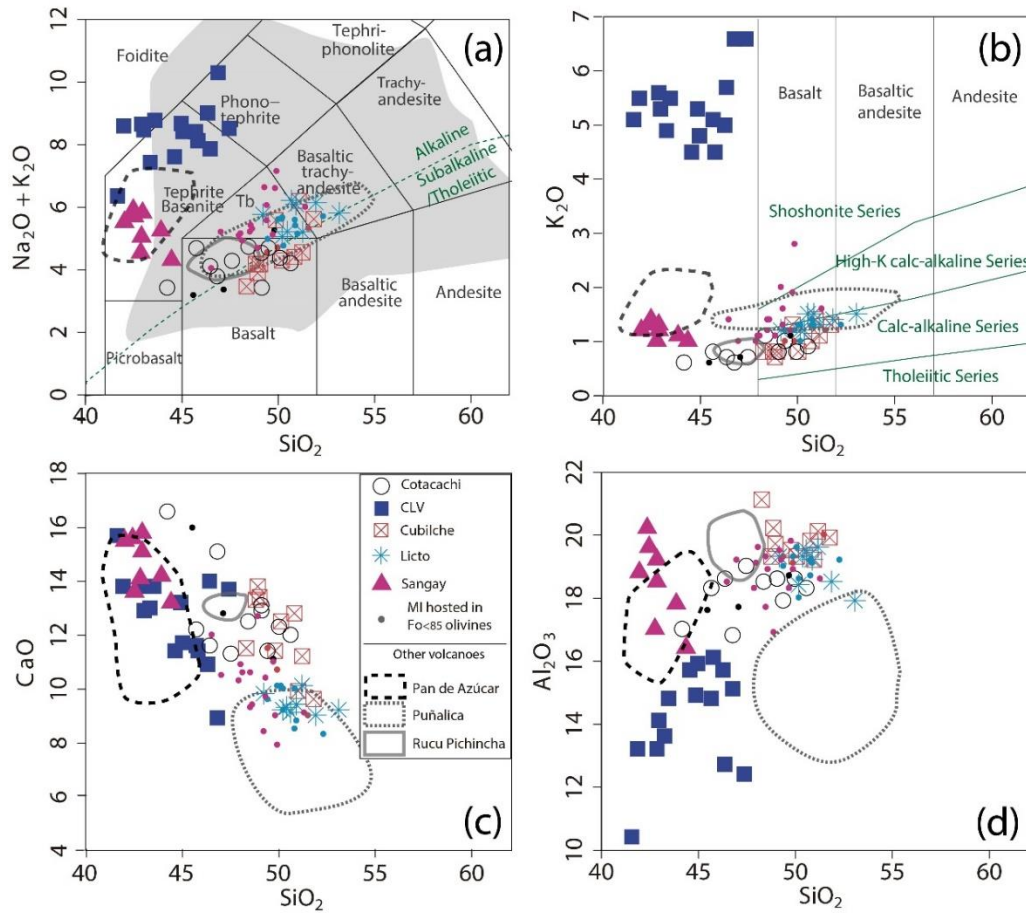 (a)
Na₂O + K₂O
12
10
8
6
4
2
0
Foidite
Tephri-
phonolite
Phono–
tephrite
Trachy-
andesite
Alkaline
Subalkaline
/Tholeiitic
Basaltic
trachy-
andesite
Tephrite
Basanite
Tb
Basaltic
andesite
Andesite
Basalt
Picrobasalt
40
45
50
55
60
SiO₂
(b)
K₂O
7
6
5
4
3
2
1
0
Basalt
Basaltic
andesite
Andesite
Shoshonite Series
High-K calc-alkaline Series
Calc-alkaline Series
Tholeiitic Series
40
45
50
55
60
SiO₂
(c)
CaO
18
16
14
12
10
8
6
4
Cotacachi
CLV
Cubilche
Licto
Sangay
MI hosted in
Fo<85 olivines
Other volcanoes
Pan de Azúcar
Puñalica
Rucu Pichincha
40
45
50
55
60
SiO₂
(d)
Al₂O₃
22
20
18
16
14
12
10
40
45
50
55
60
SiO₂